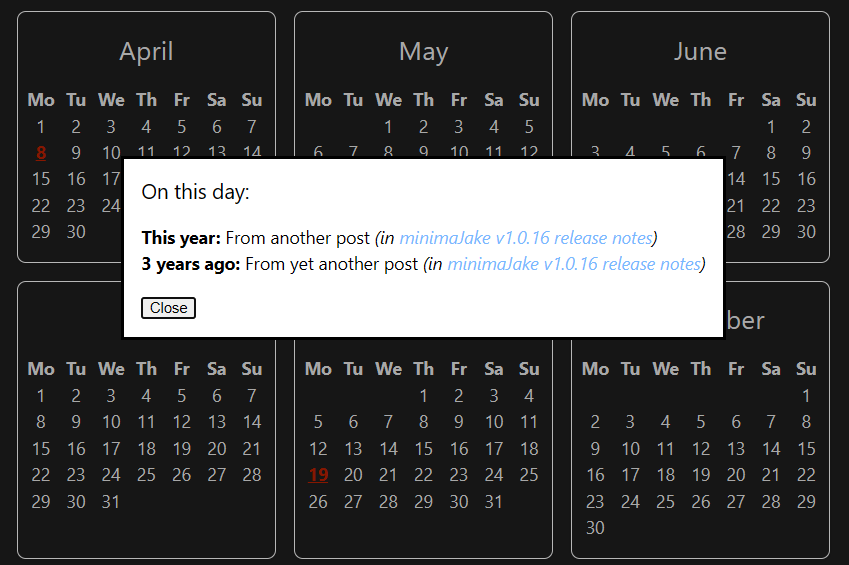 April
Mo Tu We Th Fr Sa Su
1 2 3 4 5 6 7
8 9 10 11 12 13 14
15 16 17
22 23 24
29 30
May
Mo Tu We Th Fr Sa Su
1 2 3 4 5
6 7 8 9 10 11 12
June
Mo Tu We Th Fr Sa Su
1 2
3 4 5 6 7 8 9
14 15 16
21 22 23
28 29 30
On this day:
This year: From another post (in minimaJake v1.0.16 release notes)
3 years ago: From yet another post (in minimaJake v1.0.16 release notes)
Close
Mo Tu We Th Fr Sa Su
1 2 3 4 5 6 7
8 9 10 11 12 13 14
15 16 17 18 19 20 21
22 23 24 25 26 27 28
29 30 31
Mo Tu We Th Fr Sa Su
1 2 3 4
5 6 7 8 9 10 11
12 13 14 15 16 17 18
19 20 21 22 23 24 25
26 27 28 29 30 31
ber
Mo Tu We Th Fr Sa Su
1
2 3 4 5 6 7 8
9 10 11 12 13 14 15
16 17 18 19 20 21 22
23 24 25 26 27 28 29
30